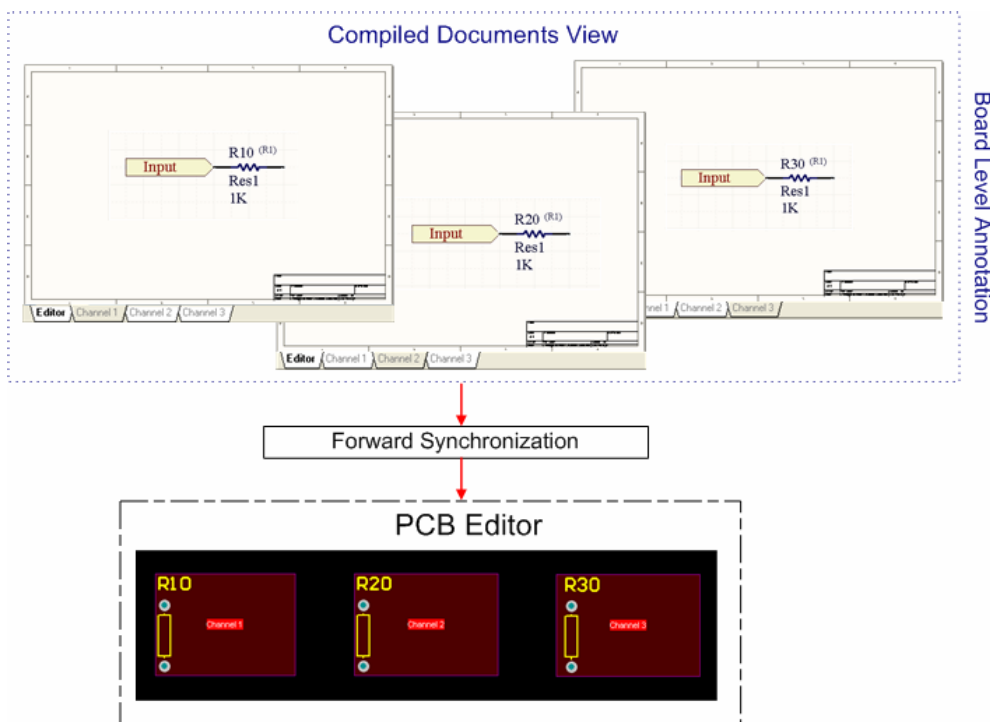 Compiled Documents View
Board Level Annotation
R10 (R1)
Input
Res1
1K
Editor Channel 1 Channel 2 Channel 3
R20 (R1)
Input
Res1
1K
Editor Channel 1 Channel 2 Channel 3
R30 (R1)
Input
Res1
1K
Channel 2 Channel 3
Forward Synchronization
PCB Editor
R10
Channel 1
R20
Channel 2
R30
Channel 3